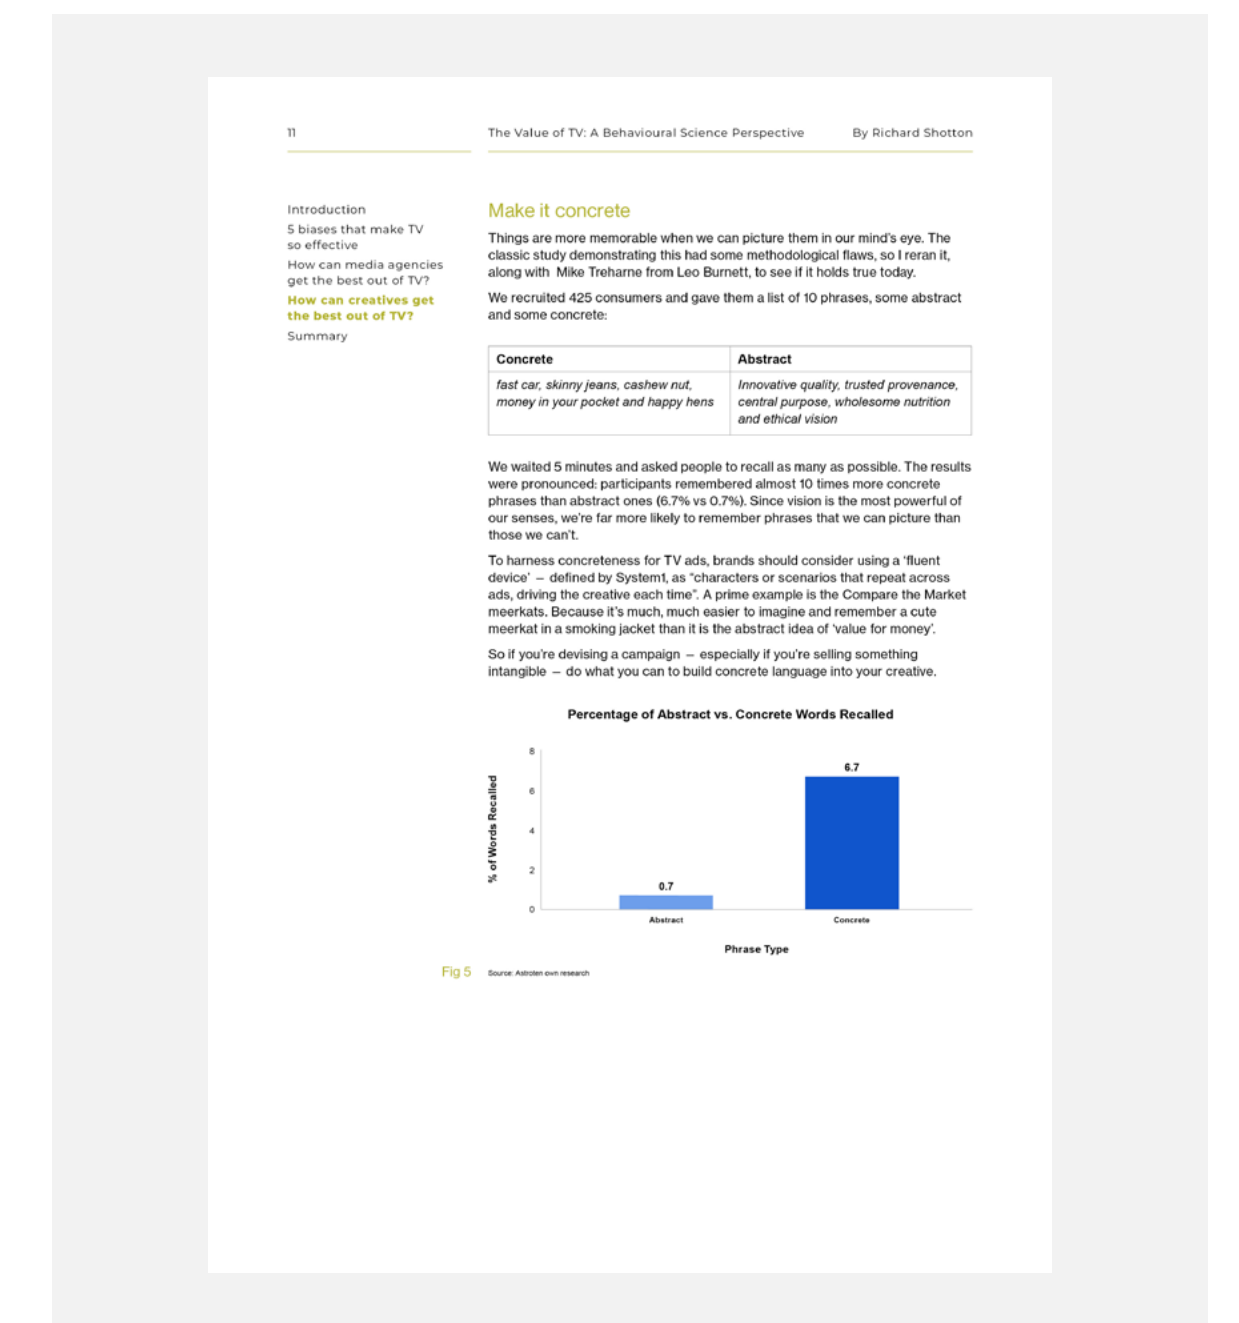 11
The Value of TV: A Behavioural Science Perspective
By Richard Shotton
Introduction
5 biases that make TV
so effective
How can media agencies
get the best out of TV?
How can creatives get
the best out of TV?
Summary
Make it concrete
Things are more memorable when we can picture them in our mind's eye. The
classic study demonstrating this had some methodological flaws, so I reran it,
along with Mike Treharne from Leo Burnett, to see if it holds true today.
We recruited 425 consumers and gave them a list of 10 phrases, some abstract
and some concrete:
Concrete
fast car, skinny jeans, cashew nut,
money in your pocket and happy hens
Abstract
Innovative quality, trusted provenance,
central purpose, wholesome nutrition
and ethical vision
We waited 5 minutes and asked people to recall as many as possible. The results
were pronounced: participants remembered almost 10 times more concrete
phrases than abstract ones (6.7% vs 0.7%). Since vision is the most powerful of
our senses, we're far more likely to remember phrases that we can picture than
those we can't.
To harness concreteness for TV ads, brands should consider using a 'fluent
device' – defined by System1, as "characters or scenarios that repeat across
ads, driving the creative each time". A prime example is the Compare the Market
meerkats. Because it's much, much easier to imagine and remember a cute
meerkat in a smoking jacket than it is the abstract idea of 'value for money'.
So if you're devising a campaign – especially if you're selling something
intangible – do what you can to build concrete language into your creative.
Percentage of Abstract vs. Concrete Words Recalled
% of Words Recalled
8
6
4
2
0
0.7
6.7
Abstract
Concrete
Phrase Type
Fig 5
Source: Astroten own research